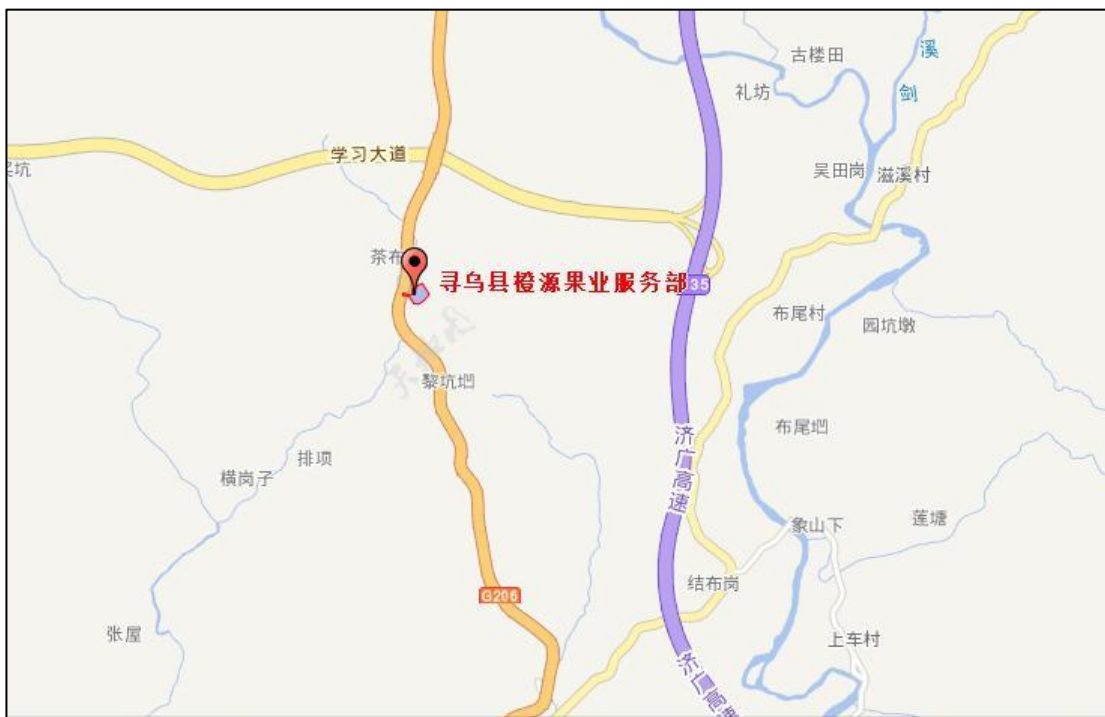 古楼田
溪
剑
礼坊
学习大道
吴田岗
滋溪村
坑
茶布
寻乌县橙源果业服务部
35
布尾村
园坑墩
黎坑垇
布尾垇
济广高速
排项
横岗子
莲塘
象山下
结布岗
G206
张屋
上车村
济广高速